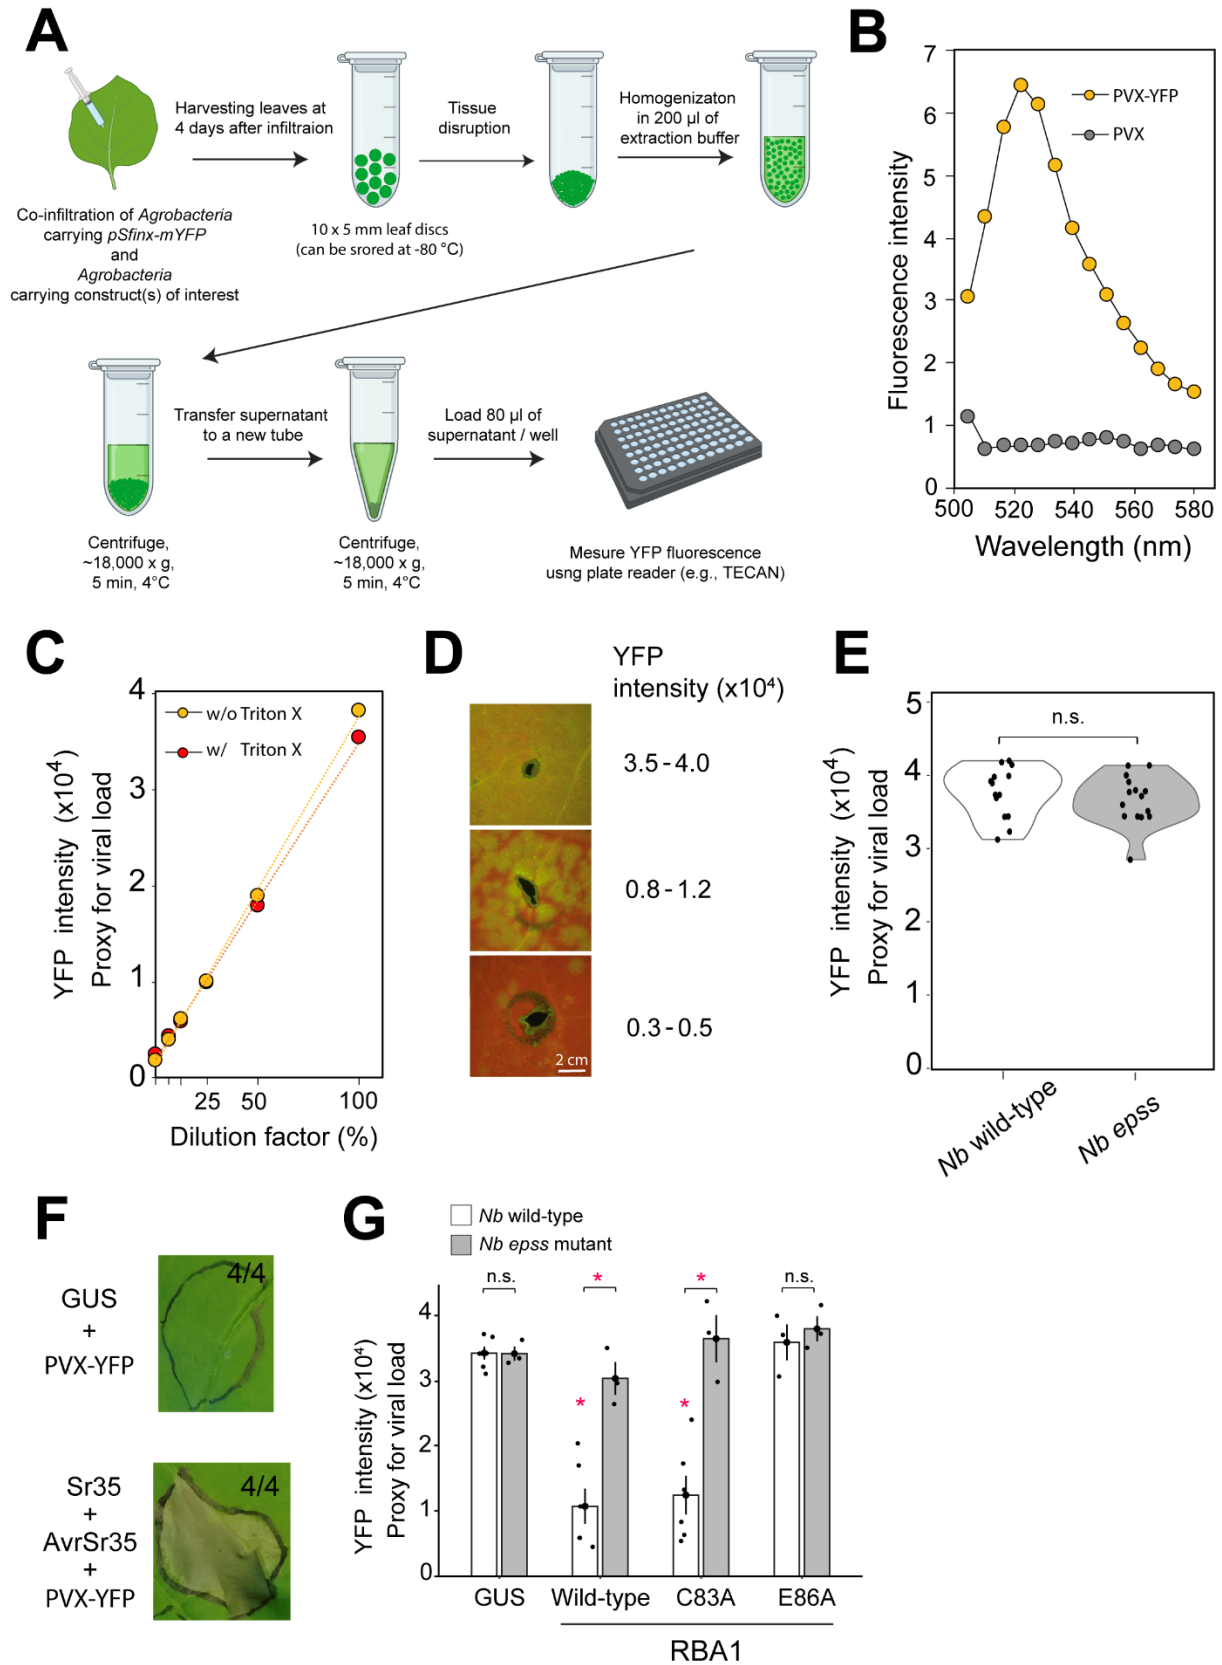 A
Harvesting leaves at
4 days after infiltraion
Tissue
disruption
Homogenizaton
in 200 µl of
extraction buffer
Co-infiltration of Agrobacteria
carrying pSfinx-mYFP
and
Agrobacteria
carrying construct(s) of interest
10 x 5 mm leaf discs
(can be srored at -80 °C)
Transfer supernatant
to a new tube
Load 80 µl of
supernatant / well
Centrifuge,
~18,000 x g,
5 min, 4°C
Centrifuge,
~18,000 x g,
5 min, 4°C
Mesure YFP fluorescence
usng plate reader (e.g., TECAN)
B
Fluorescence intensity
7
6
5
4
3
2
1
0
PVX-YFP
PVX
500 520 540 560 580
Wavelength (nm)
C
YFP intensity (x10⁴)
Proxy for viral load
4
3
2
1
0
w/o Triton X
w/ Triton X
25 50 100
Dilution factor (%)
D
YFP
intensity (x10⁴)
3.5 - 4.0
0.8 - 1.2
0.3 - 0.5
2 cm
E
YFP intensity (x10⁴)
Proxy for viral load
5
4
3
2
1
0
n.s.
Nb wild-type
Nb epss
F
GUS
+
PVX-YFP
4/4
Sr35
+
AvrSr35
+
PVX-YFP
4/4
G
Nb wild-type
Nb epss mutant
YFP intensity (x10⁴)
Proxy for viral load
4
3
2
1
0
n.s. * * n.s.
* *
GUS Wild-type C83A E86A
RBA1